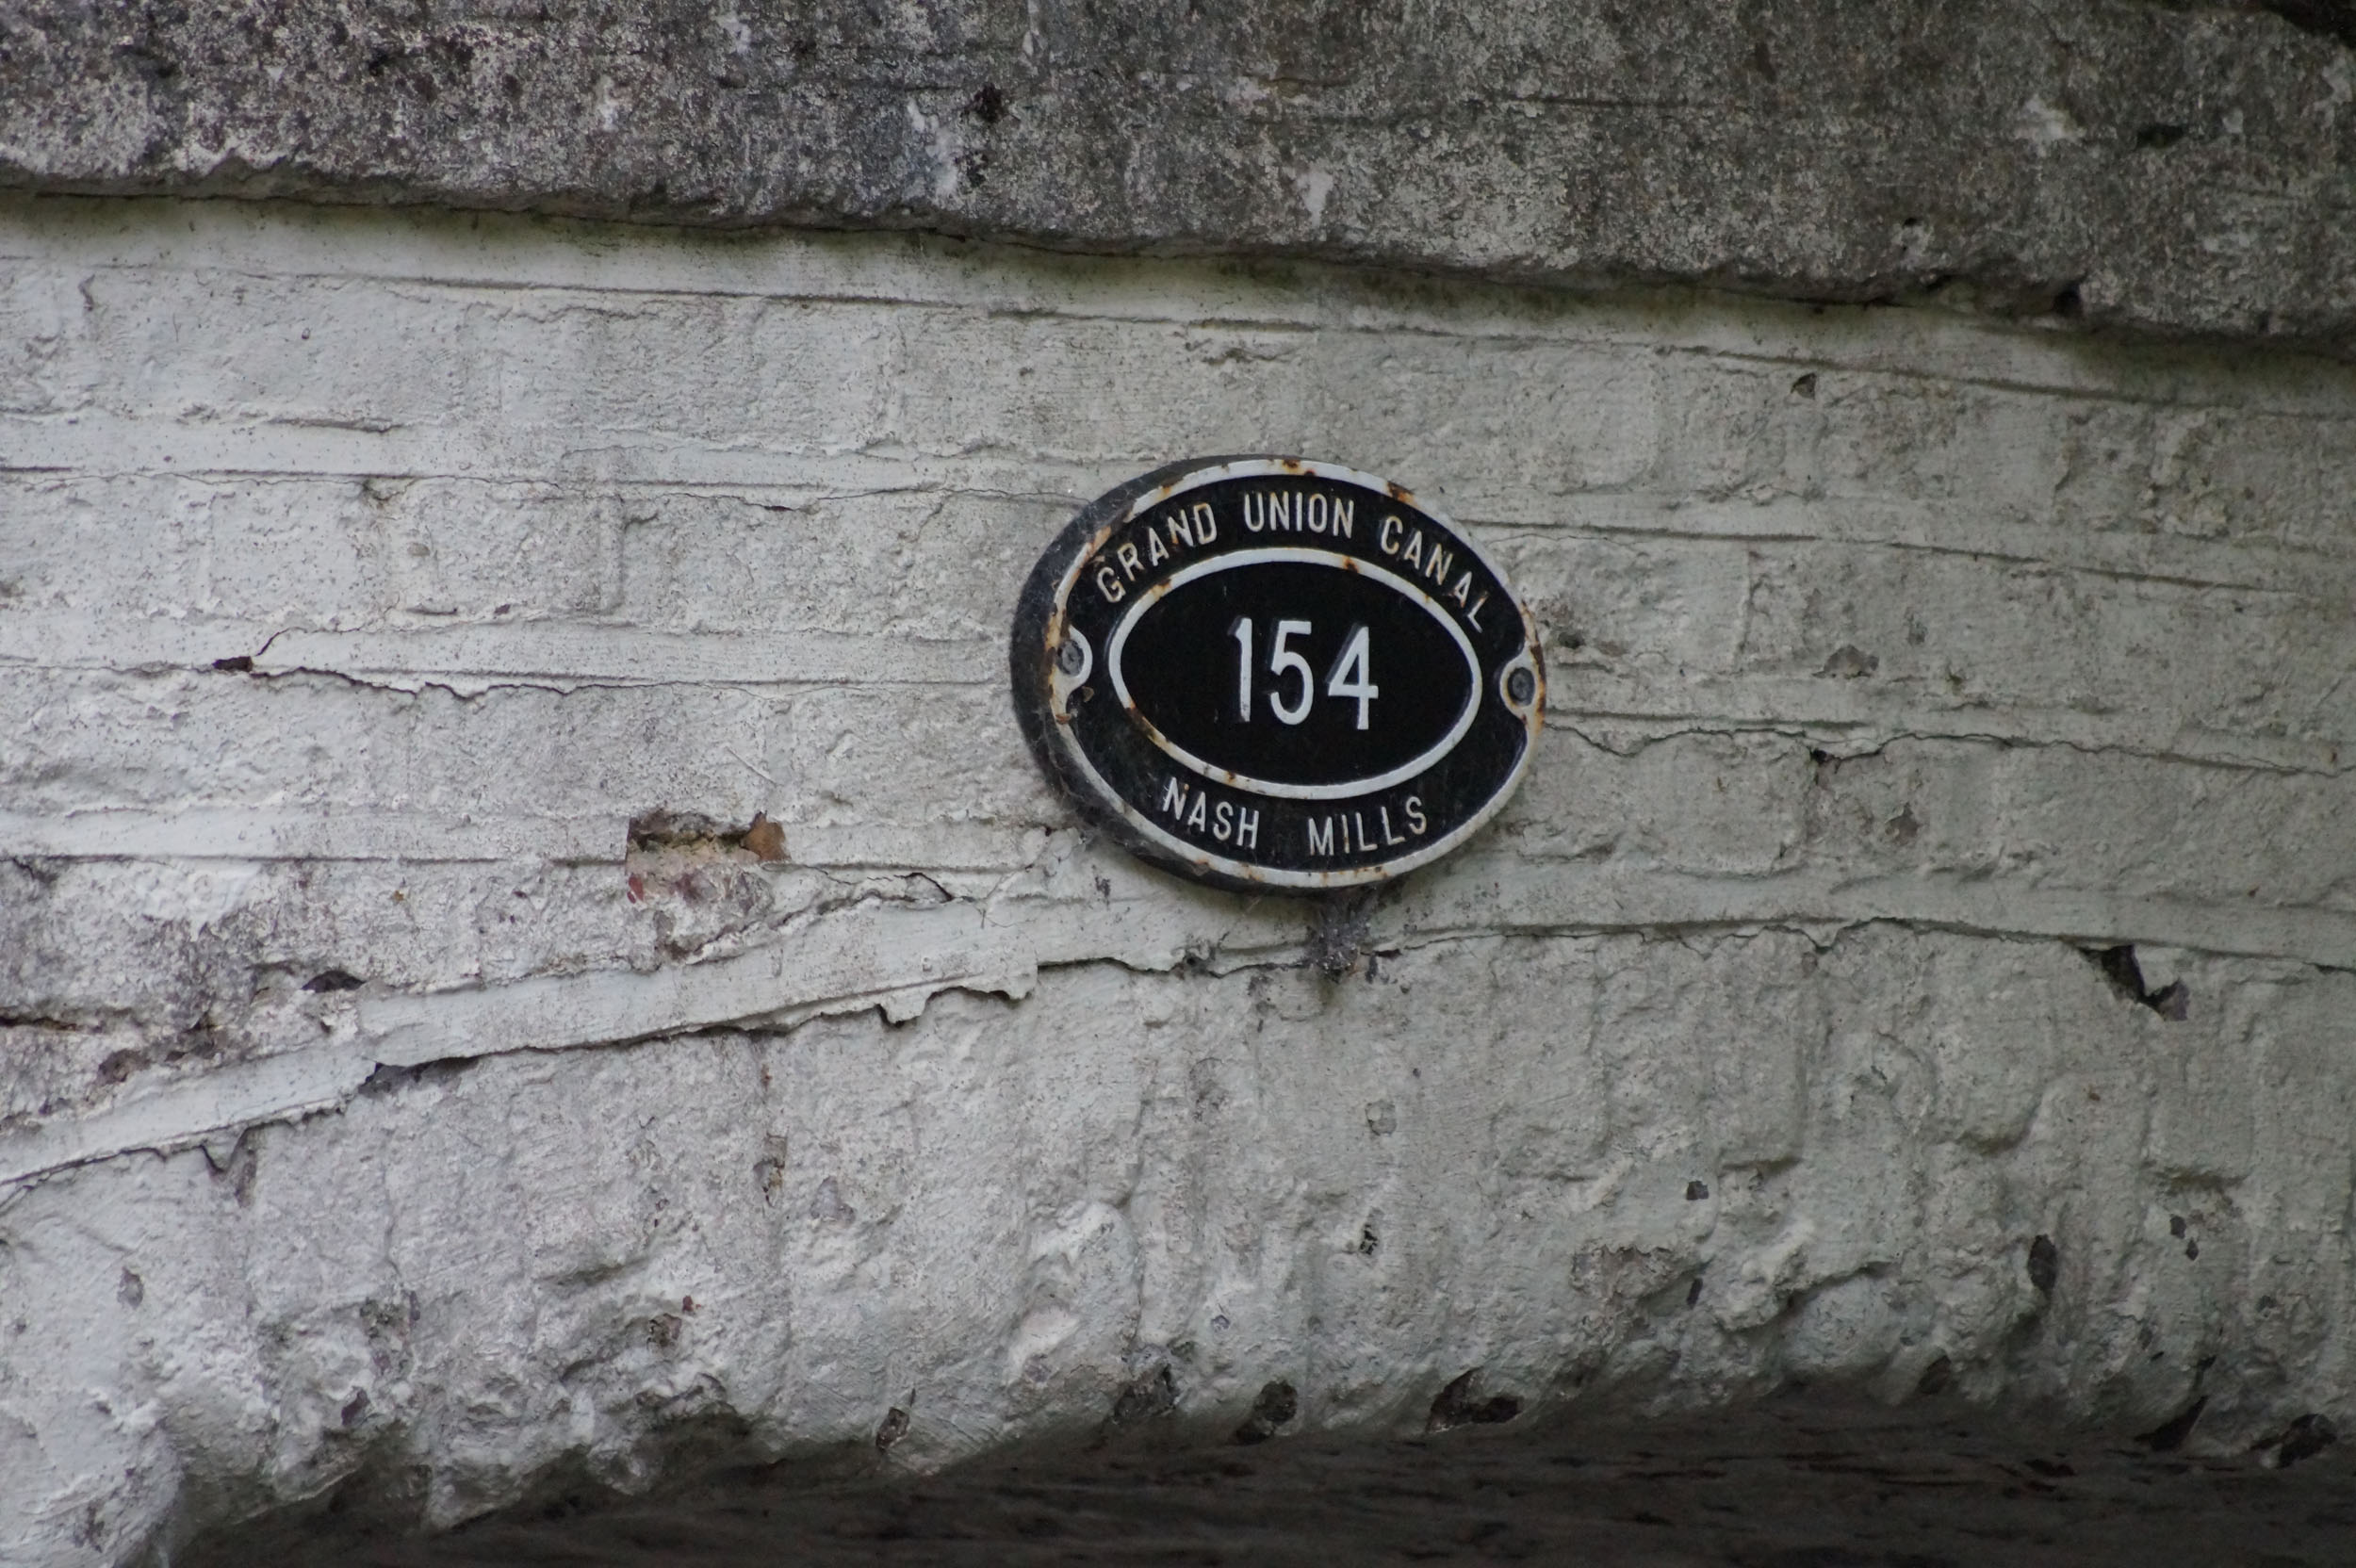 GRAND UNION CANAL
154
NASH MILLS